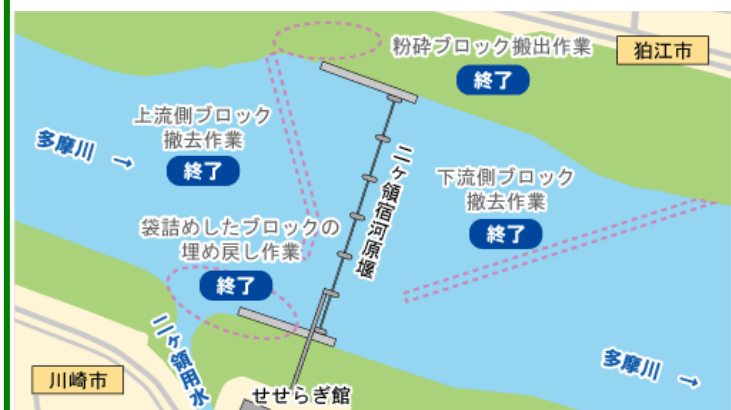 粉砕ブロック搬出作業
終了
狛江市
上流側ブロック
撤去作業
終了
多摩川 →
二ヶ領宿河原堰
下流側ブロック
撤去作業
終了
袋詰めしたブロックの
埋め戻し作業
終了
二ヶ領用水
川崎市
せせらぎ館
多摩川 →